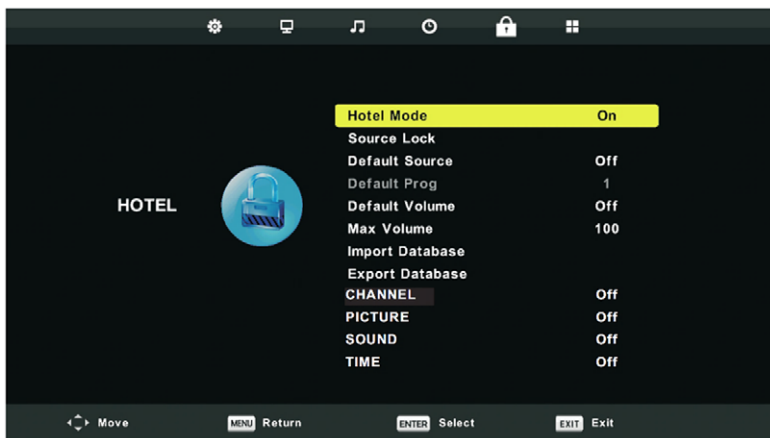 Hotel Mode On
Source Lock
Default Source Off
Default Prog 1
HOTEL
Default Volume Off
Max Volume 100
Import Database
Export Database
CHANNEL Off
PICTURE Off
SOUND Off
TIME Off
Move MENU Return ENTER Select EXIT Exit